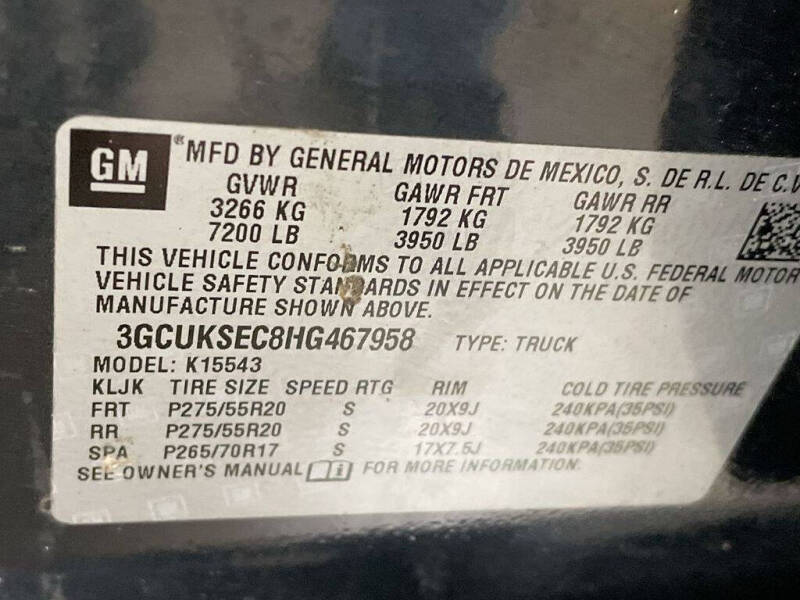 GM
® MFD BY GENERAL MOTORS DE MEXICO, S. DE R.L. DE C.V
GVWR GAWR FRT GAWR RR
3266 KG 1792 KG 1792 KG
7200 LB 3950 LB 3950 LB
THIS VEHICLE CONFORMS TO ALL APPLICABLE U.S. FEDERAL MOTOR
VEHICLE SAFETY STANDARDS IN EFFECT ON THE DATE OF
MANUFACTURE SHOWN ABOVE.
3GCUKSEC8HG467958 TYPE: TRUCK
MODEL: K15543
KLJK TIRE SIZE SPEED RTG RIM COLD TIRE PRESSURE
FRT P275/55R20 S 20X9J 240KPA(35PSI)
RR P275/55R20 S 20X9J 240KPA(35PSI)
SPA P265/70R17 S 17X7.5J 240KPA(35PSI)
SEE OWNER'S MANUAL i FOR MORE INFORMATION.